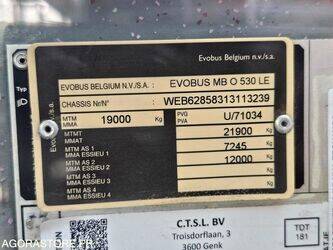 Evobus Belgium n.v./s.a.
Typ
EVOBUS BELGIUM N.V./S.A. EVOBUS MB O 530 LE
CHASSIS Nr/N° WEB62858313113239
MTM
MMA 19000 Kg PVG
PVA U/71034
MTMT
MMAT Kg 21900
MTM AS 1
MMA ESSIEU 1 Kg 7245
MTM AS 2
MMA ESSIEU 2 Kg 12000
MTM AS 3
MMA ESSIEU 3 Kg
MTM AS 4
MMA ESSIEU 4 Kg
C.T.S.L. BV
Troisdorflaan, 3
3600 Genk
TDT
181
AGORASTORE.FR